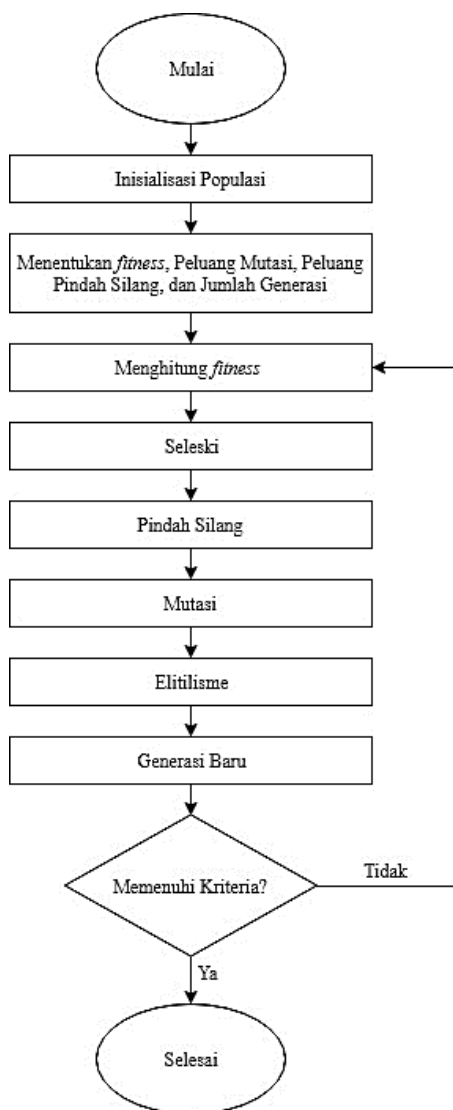 Mulai
Inisialisasi Populasi
Menentukan fitness, Peluang Mutasi, Peluang
Pindah Silang, dan Jumlah Generasi
Menghitung fitness
Seleski
Pindah Silang
Mutasi
Elitilisme
Generasi Baru
Memenuhi Kriteria?
Tidak
Ya
Selesai